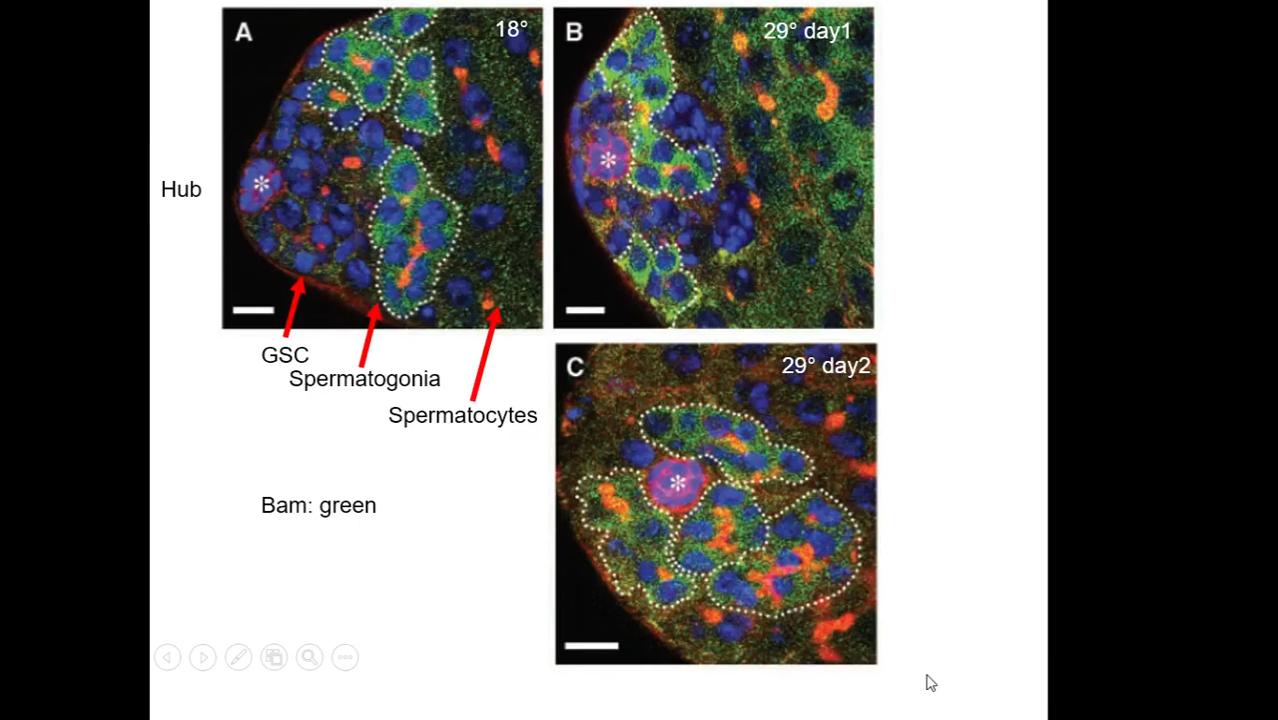 A
18°
B
29° day1
*
*
Hub
GSC
Spermatogonia
Spermatocytes
C
29° day2
*
Bam: green